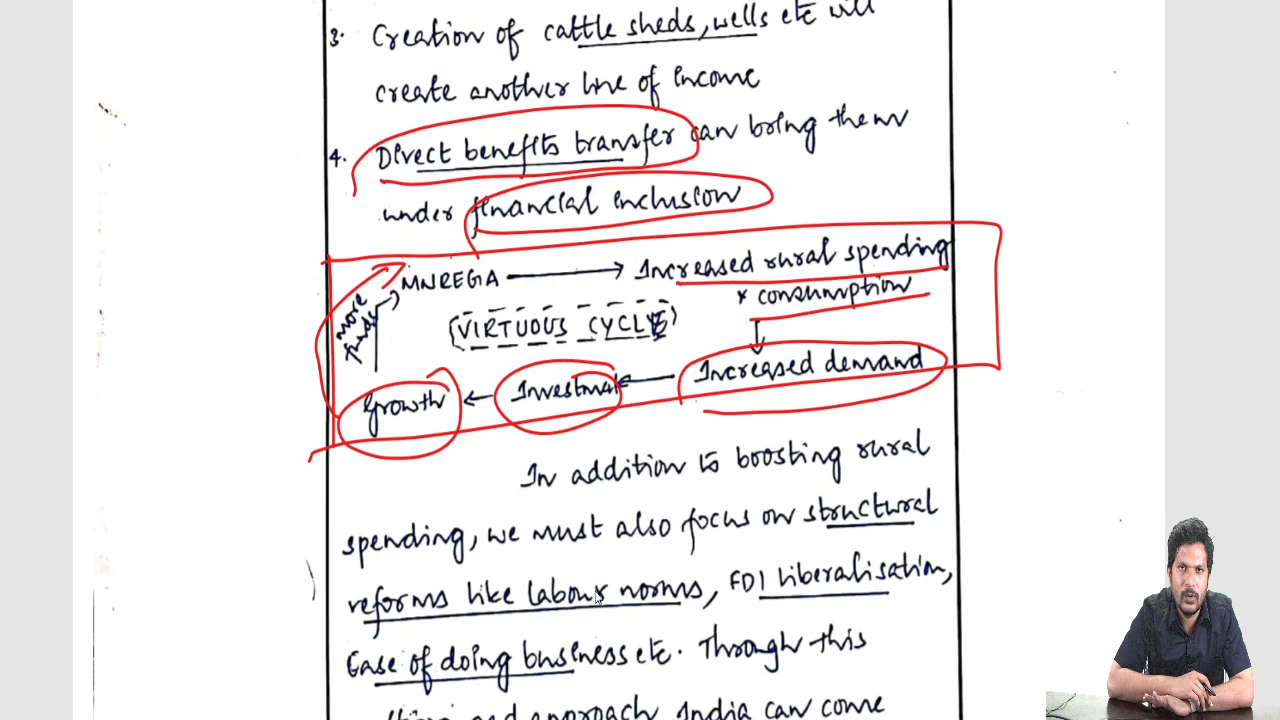 3. Creation of cattle sheds, wells etc will
create another line of income
4. Direct benefits transfer can bring them
under financial inclusion
MNREGA → Increased rural spending
* consumption
more funds
(VIRTUOUS CYCLE)
Growth ← Investment ← Increased demand
In addition to boosting rural
spending, we must also focus on structural
reforms like labour norms, FDI liberalisation,
Ease of doing business etc. Through this
and approach India can come